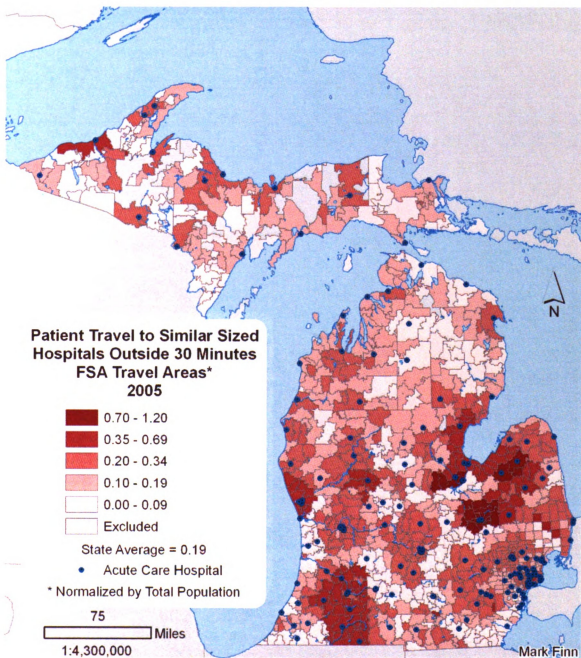 N
Patient Travel to Similar Sized
Hospitals Outside 30 Minutes
FSA Travel Areas*
2005
0.70 - 1.20
0.35 - 0.69
0.20 - 0.34
0.10 - 0.19
0.00 - 0.09
Excluded
State Average = 0.19
Acute Care Hospital
* Normalized by Total Population
75
Miles
1:4,300,000
Mark Finn